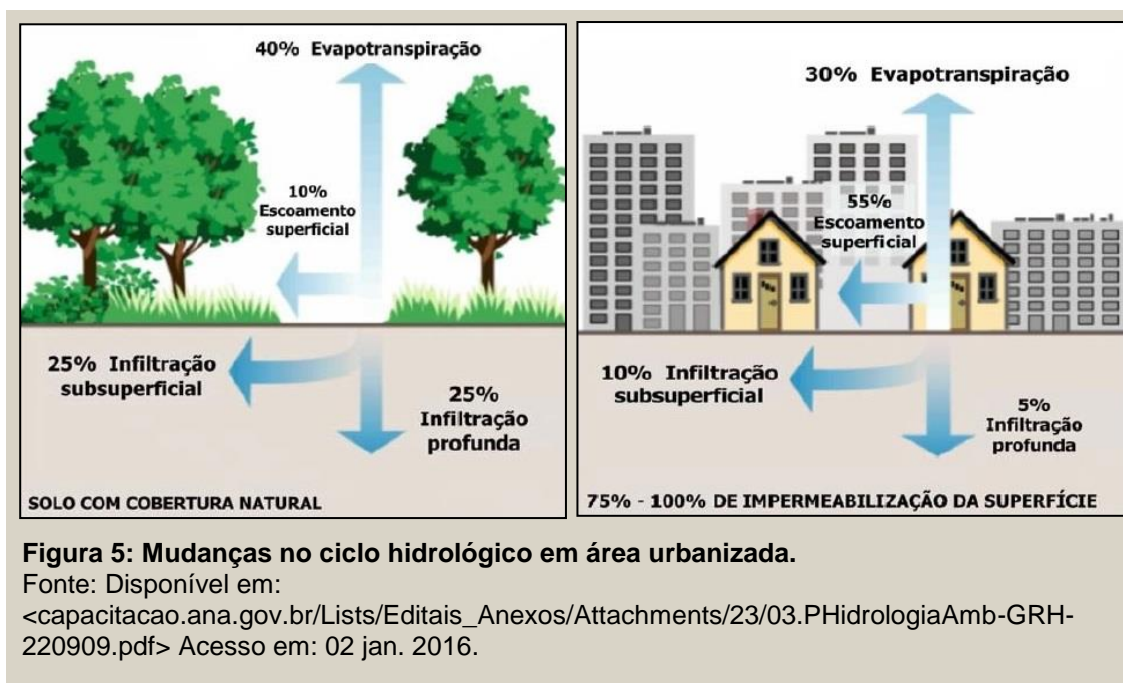 40% Evapotranspiração
10%
Escoamento
superficial
25% Infiltração
subsuperficial
25%
Infiltração
profunda
SOLO COM COBERTURA NATURAL
30% Evapotranspiração
55%
Escoamento
superficial
10% Infiltração
subsuperficial
5%
Infiltração
profunda
75% - 100% DE IMPERMEABILIZAÇÃO DA SUPERFÍCIE
Figura 5: Mudanças no ciclo hidrológico em área urbanizada.
Fonte: Disponível em:
<capacitacao.ana.gov.br/Lists/Editais_Anexos/Attachments/23/03.PHidrologiaAmb-GRH-
220909.pdf> Acesso em: 02 jan. 2016.